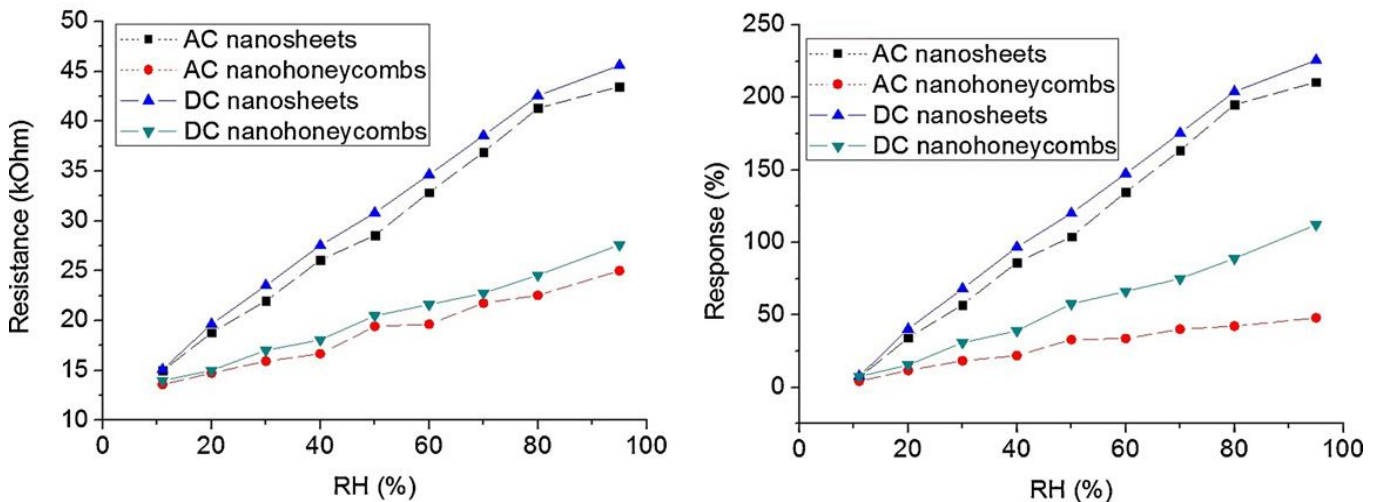 50
45
40
35
30
25
20
15
10
Resistance (kOhm)
AC nanosheets
AC nanohoneycombs
DC nanosheets
DC nanohoneycombs
0 20 40 60 80 100
RH (%)
250
200
150
100
50
0
Response (%)
AC nanosheets
AC nanohoneycombs
DC nanosheets
DC nanohoneycombs
0 20 40 60 80 100
RH (%)